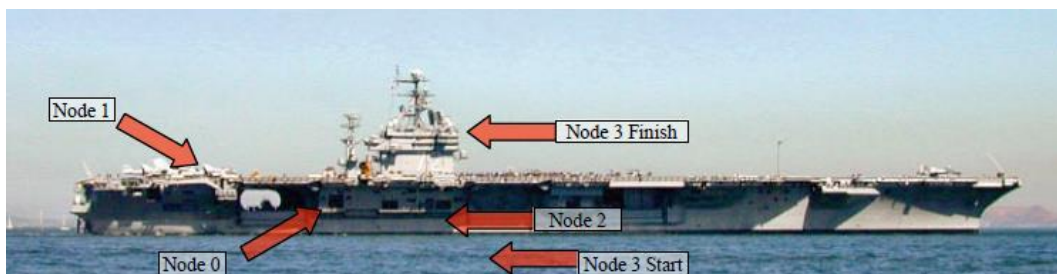 Node 1
Node 3 Finish
Node 2
Node 0
Node 3 Start